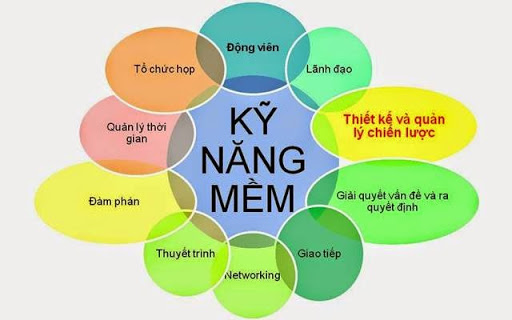 Động viên
Lãnh đạo
Thiết kế và quản
lý chiến lược
Giải quyết vấn đề và ra
quyết định
Giao tiếp
Networking
Thuyết trình
Đàm phán
Quản lý thời
gian
Tổ chức họp
KỸ
NĂNG
MỀM